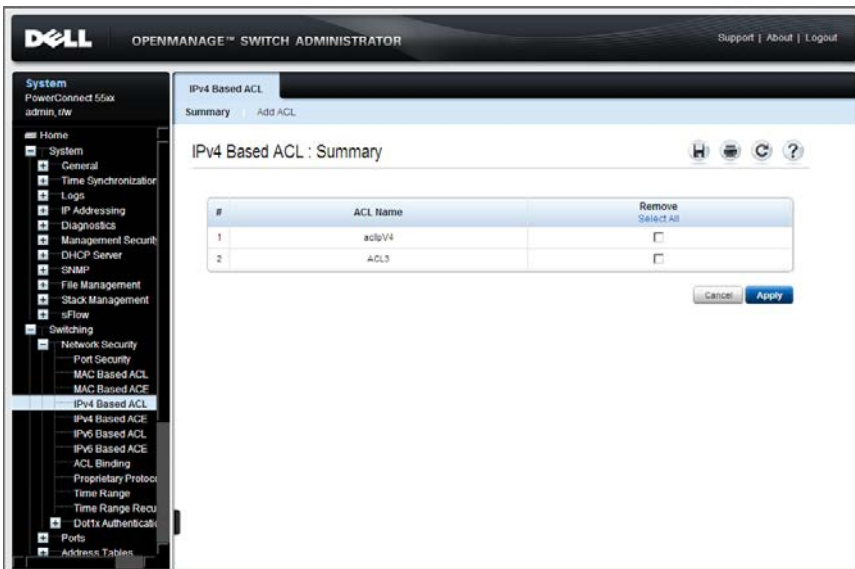 DELL OPENMANAGE™ SWITCH ADMINISTRATOR
Support | About | Logout
System
PowerConnect 55xx
admin, r/w
Home
System
General
Time Synchronization
Logs
IP Addressing
Diagnostics
Management Securit
DHCP Server
SNMP
File Management
Stack Management
sFlow
Switching
Network Security
Port Security
MAC Based ACL
MAC Based ACE
IPv4 Based ACL
IPv4 Based ACE
IPv6 Based ACL
IPv6 Based ACE
ACL Binding
Proprietary Protoco
Time Range
Time Range Recu
Dot1x Authenticatio
Ports
Address Tables
IPv4 Based ACL
Summary Add ACL
IPv4 Based ACL : Summary
# ACL Name Remove
Select All
1 aclpV4
2 ACL3
Cancel Apply